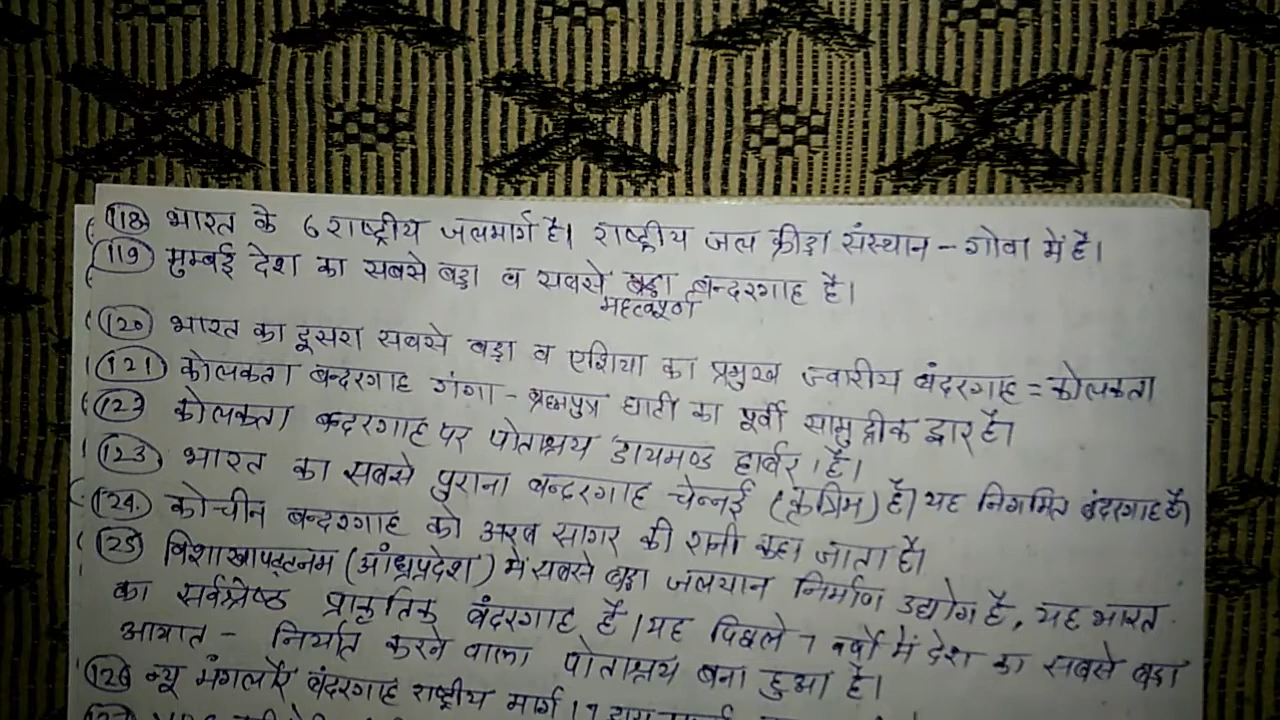 (118) भारत के 6 राष्ट्रीय जलमार्ग है। राष्ट्रीय जल क्रीड़ा संस्थान - गोवा में है।
(119) मुम्बई देश का सबसे बड़ा व सबसे बड़ा बन्दरगाह है।
महत्वपूर्ण
(120) भारत का दूसरा सबसे बड़ा व एशिया का प्रमुख ज्वारीय बंदरगाह = कोलकता
(121) कोलकता बन्दरगाह गंगा - ब्रह्मपुत्र घाटी का पूर्वी सामुद्रीक द्वार है।
(122) कोलकता बन्दरगाह पर पोताश्रय डायमण्ड हार्बर है।
(123) भारत का सबसे पुराना बन्दरगाह चेन्नई (कृत्रिम) है। यह निगमित बंदरगाह है।
(124. कोचीन बन्दरगाह को अरब सागर की रानी कहा जाता है।
(125) विशाखापट्टनम (आंध्रप्रदेश) में सबसे बड़ा जलयान निर्माण उद्योग है, यह भारत
का सर्वश्रेष्ठ प्राकृतिक बंदरगाह है। यह पिछले 7 वर्षों में देश का सबसे बड़ा
आयात - निर्यात करने वाला पोताश्रय बना हुआ है।
(126 न्यू मंगलौर बंदरगाह राष्ट्रीय मार्ग